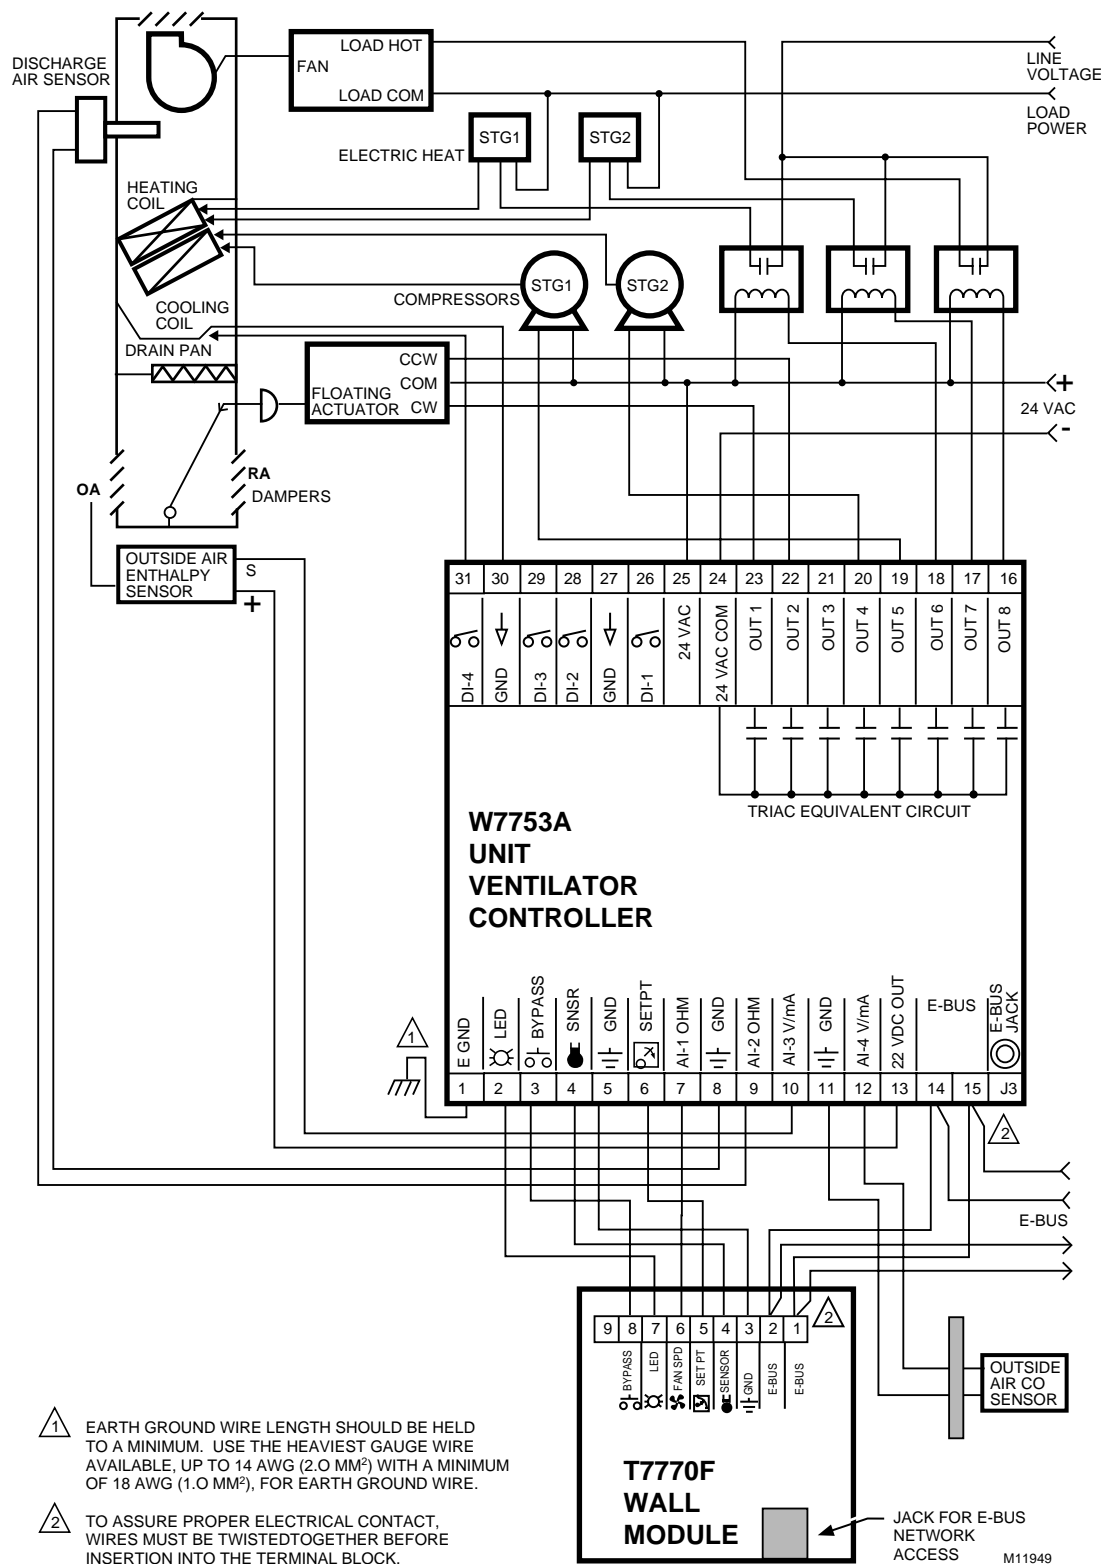 DISCHARGE
AIR SENSOR
FAN
LOAD HOT
LOAD COM
LINE
VOLTAGE
LOAD
POWER
STG1
STG2
ELECTRIC HEAT
HEATING
COIL
COOLING
COIL
DRAIN PAN
STG1
STG2
COMPRESSORS
FLOATING
ACTUATOR
CCW
COM
CW
+
24 VAC
-
OA
RA
DAMPERS
OUTSIDE AIR
ENTHALPY
SENSOR
S
+
31 30 29 28 27 26 25 24 23 22 21 20 19 18 17 16
DI-4
GND
DI-3
DI-2
GND
DI-1
24 VAC
24 VAC COM
OUT 1
OUT 2
OUT 3
OUT 4
OUT 5
OUT 6
OUT 7
OUT 8
TRIAC EQUIVALENT CIRCUIT
W7753A
UNIT
VENTILATOR
CONTROLLER
1
E GND
LED
BYPASS
SNSR
GND
SETPT
AI-1 OHM
GND
AI-2 OHM
AI-3 V/mA
GND
AI-4 V/mA
22 VDC OUT
E-BUS
E-BUS
JACK
1 2 3 4 5 6 7 8 9 10 11 12 13 14 15 J3
2
E-BUS
9 8 7 6 5 4 3 2 1
2
BYPASS
LED
FAN SPD
SET PT
SENSOR
GND
E-BUS
E-BUS
T7770F
WALL
MODULE
OUTSIDE
AIR CO
SENSOR
JACK FOR E-BUS
NETWORK
ACCESS
M11949
1 EARTH GROUND WIRE LENGTH SHOULD BE HELD
TO A MINIMUM. USE THE HEAVIEST GAUGE WIRE
AVAILABLE, UP TO 14 AWG (2.O MM²) WITH A MINIMUM
OF 18 AWG (1.O MM²), FOR EARTH GROUND WIRE.
2 TO ASSURE PROPER ELECTRICAL CONTACT,
WIRES MUST BE TWISTEDTOGETHER BEFORE
INSERTION INTO THE TERMINAL BLOCK.